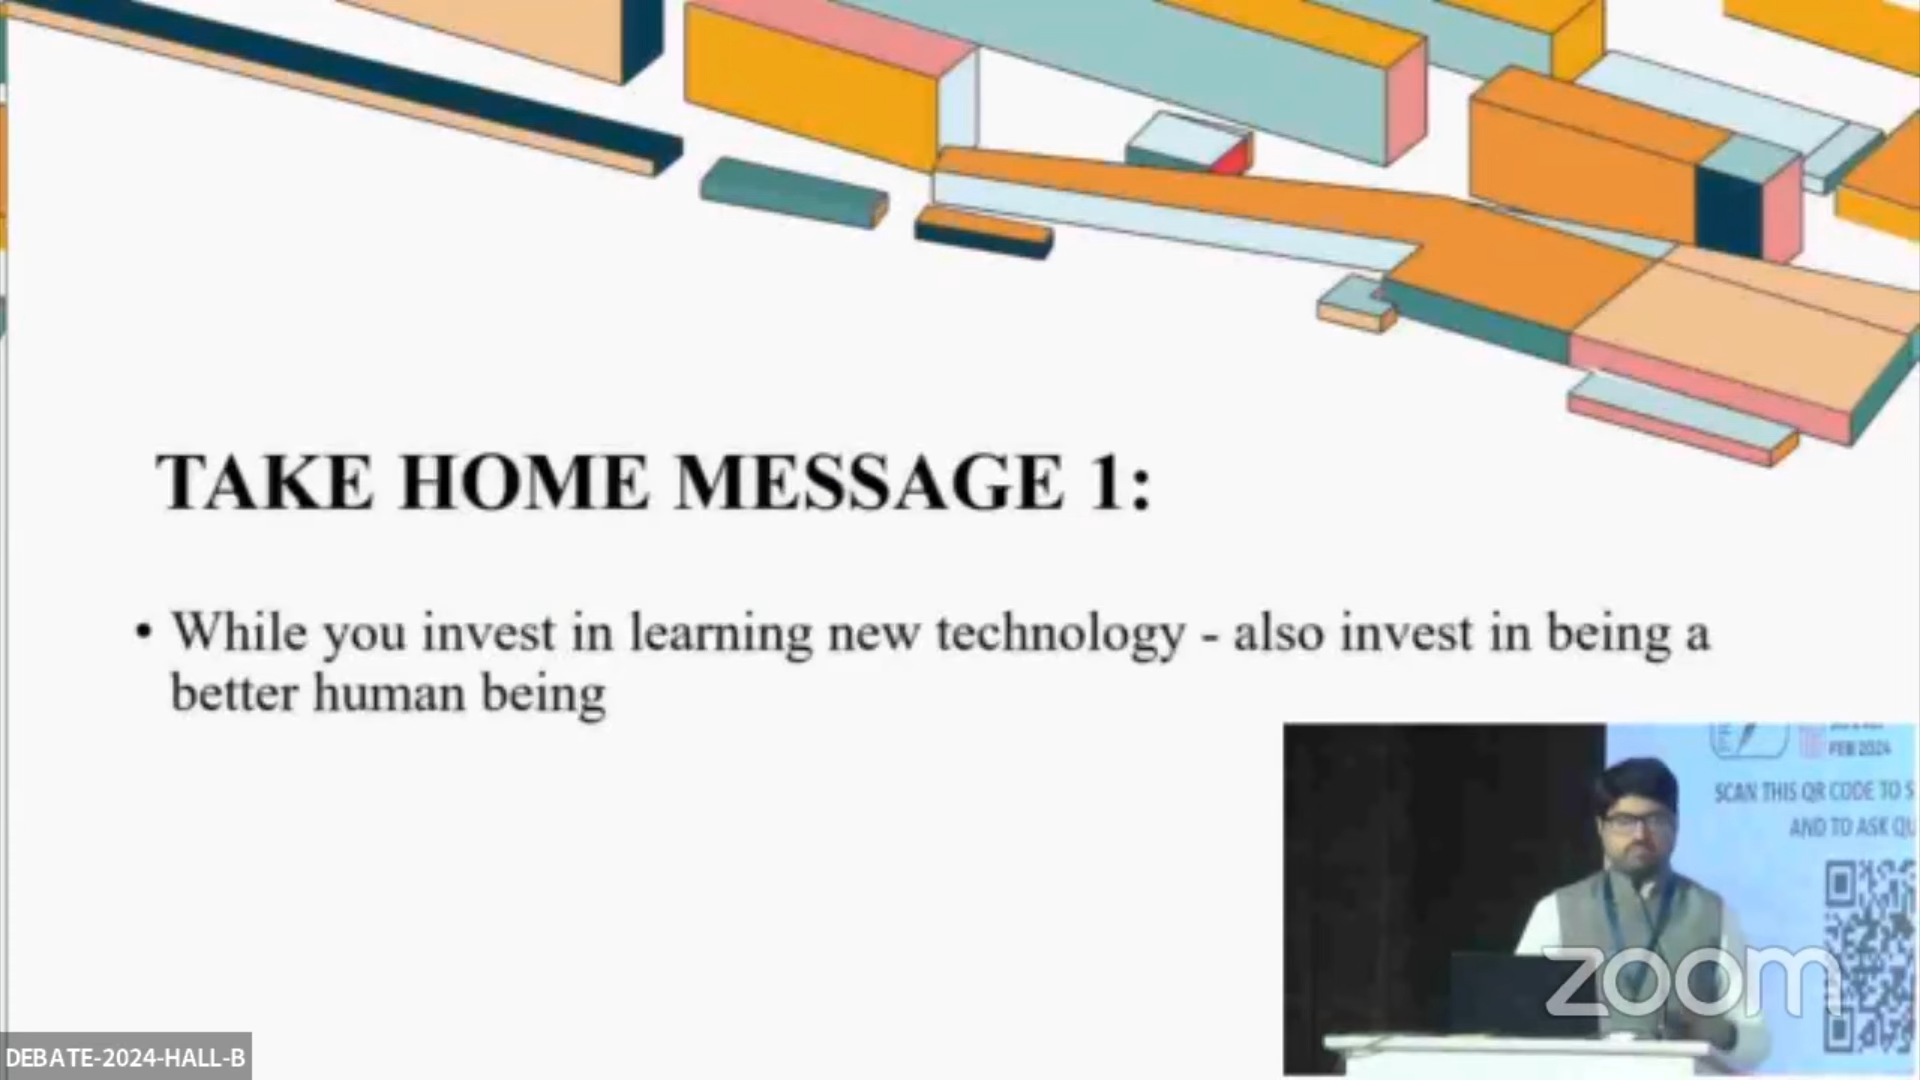 TAKE HOME MESSAGE 1:
• While you invest in learning new technology - also invest in being a
better human being
FEB 2024
SCAN THIS QR CODE TO S
AND TO ASK QU
zoom
DEBATE-2024-HALL-B